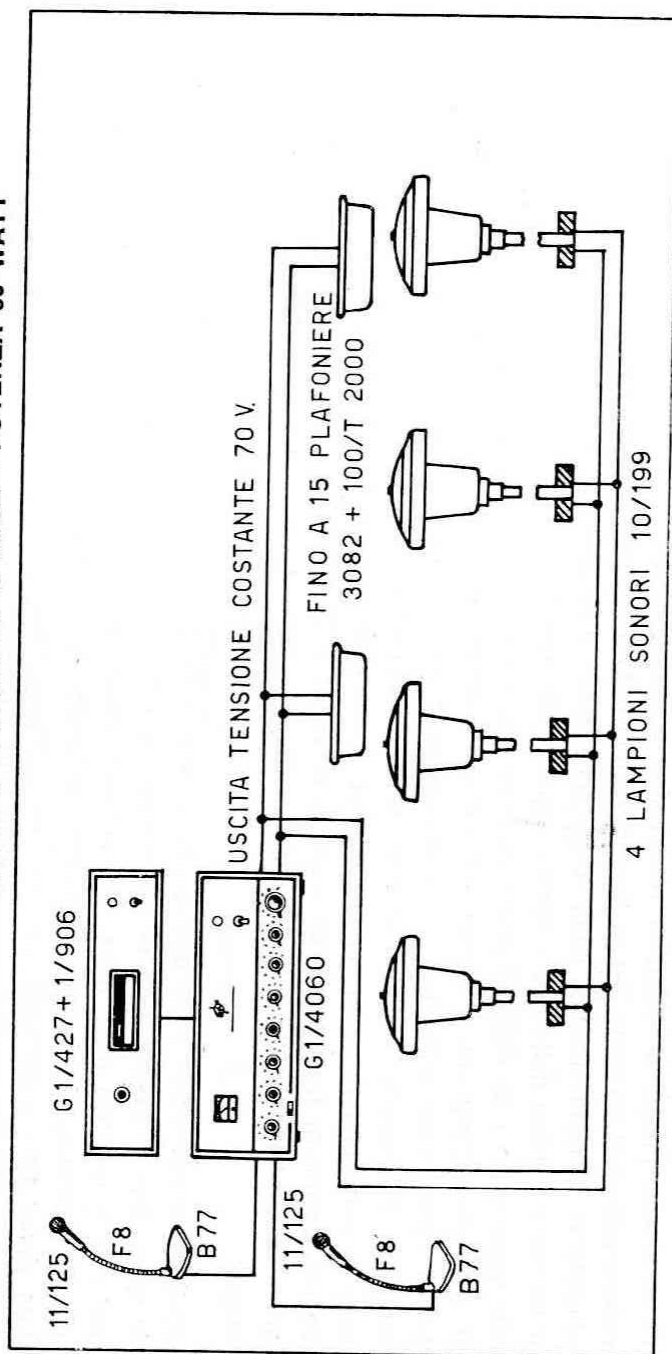 11/125
F8
B77
11/125
F8
B77
G1/427+1/906
G1/4060
USCITA TENSIONE COSTANTE 70 V.
FINO A 15 PLAFONIERE
3082 + 100/T 2000
4 LAMPIONI SONORI 10/199